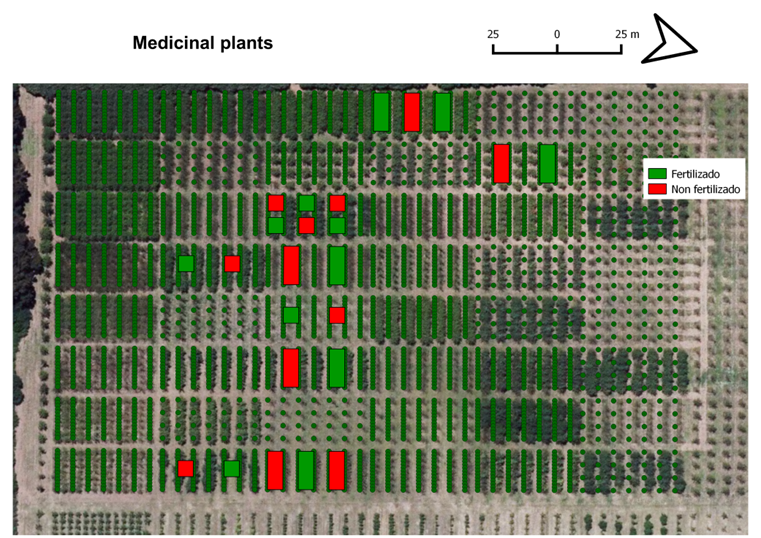 Medicinal plants
25 0 25 m
Fertilizado
Non fertilizado